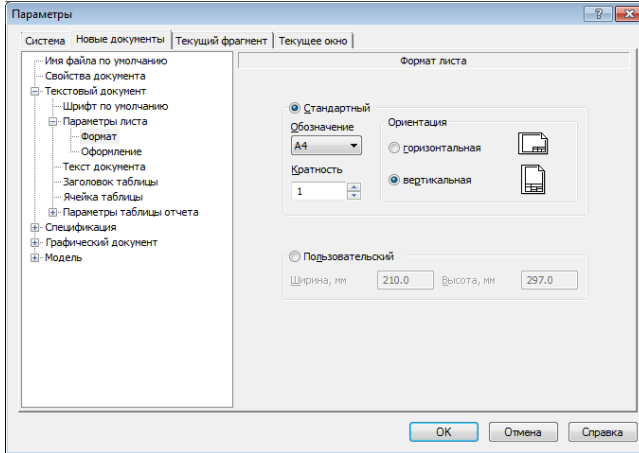 Параметры
Система Новые документы Текущий фрагмент Текущее окно
Имя файла по умолчанию
Свойства документа
Текстовый документ
Шрифт по умолчанию
Параметры листа
Формат
Оформление
Текст документа
Заголовок таблицы
Ячейка таблицы
Параметры таблицы отчета
Спецификация
Графический документ
Модель
Формат листа
Стандартный
Обозначение
A4
Кратность
1
Ориентация
горизонтальная
вертикальная
Пользовательский
Ширина, мм 210.0 Высота, мм 297.0
OK Отмена Справка